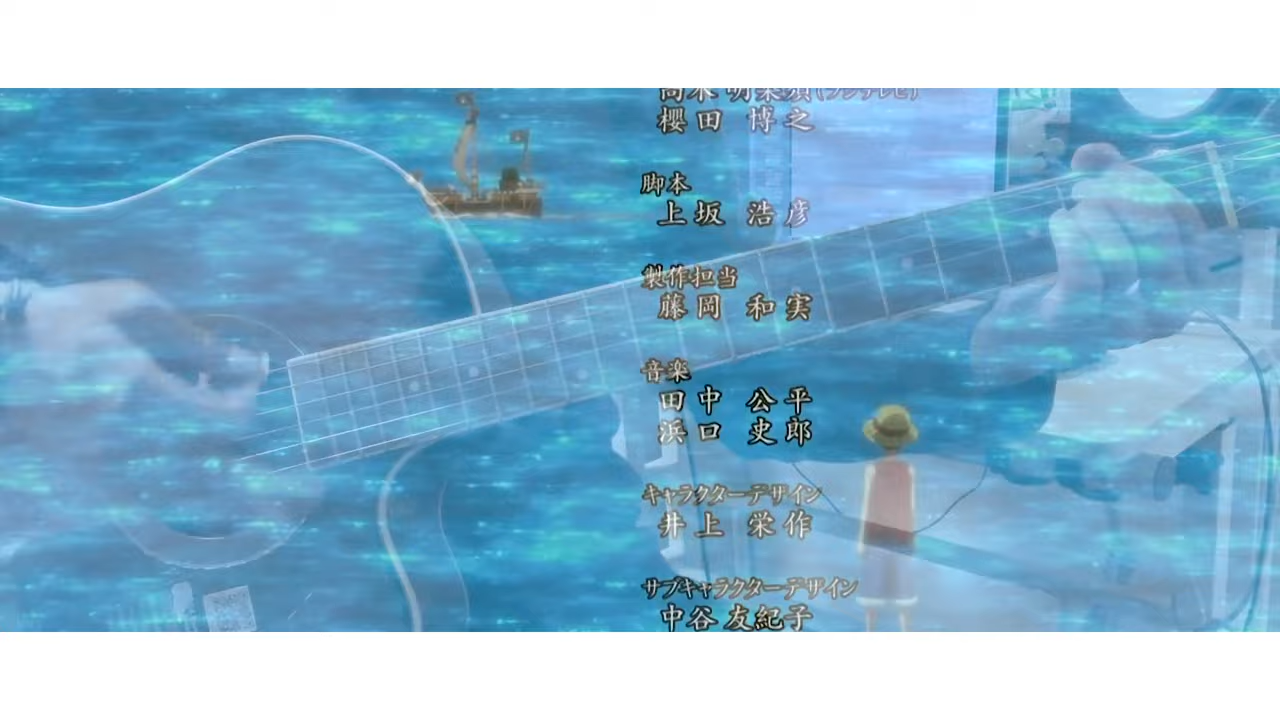 櫻田 博之
脚本
上坂 浩彦
製作担当
藤岡 和実
音楽
田中 公平
浜口 史郎
キャラクターデザイン
井上 栄作
サブキャラクターデザイン
中谷 友紀子